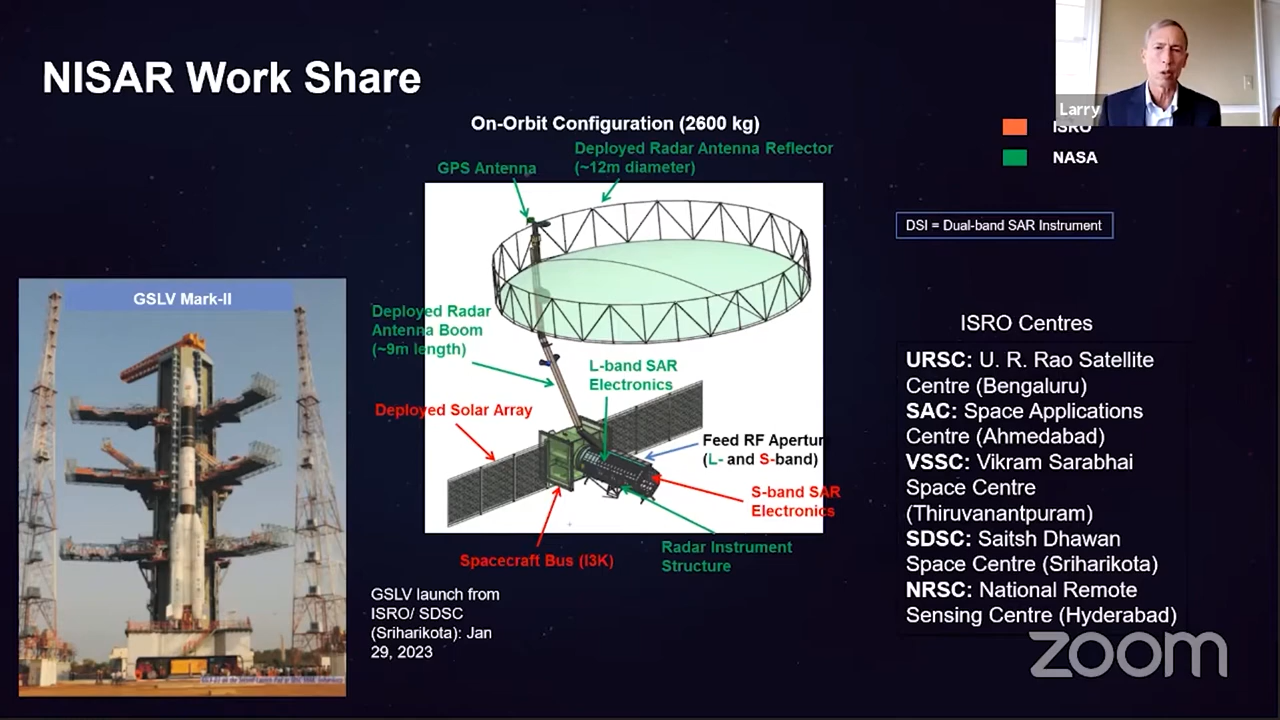 NISAR Work Share
Larry
On-Orbit Configuration (2600 kg)
ISRO
NASA
GPS Antenna
Deployed Radar Antenna Reflector
(~12m diameter)
DSI = Dual-band SAR Instrument
GSLV Mark-II
Deployed Radar
Antenna Boom
(~9m length)
L-band SAR
Electronics
Deployed Solar Array
Feed RF Apertur
(L- and S-band)
S-band SAR
Electronics
Spacecraft Bus (I3K)
Radar Instrument
Structure
GSLV launch from
ISRO/ SDSC
(Sriharikota): Jan
29, 2023
ISRO Centres
URSC: U. R. Rao Satellite
Centre (Bengaluru)
SAC: Space Applications
Centre (Ahmedabad)
VSSC: Vikram Sarabhai
Space Centre
(Thiruvanantpuram)
SDSC: Saitsh Dhawan
Space Centre (Sriharikota)
NRSC: National Remote
Sensing Centre (Hyderabad)
zoom